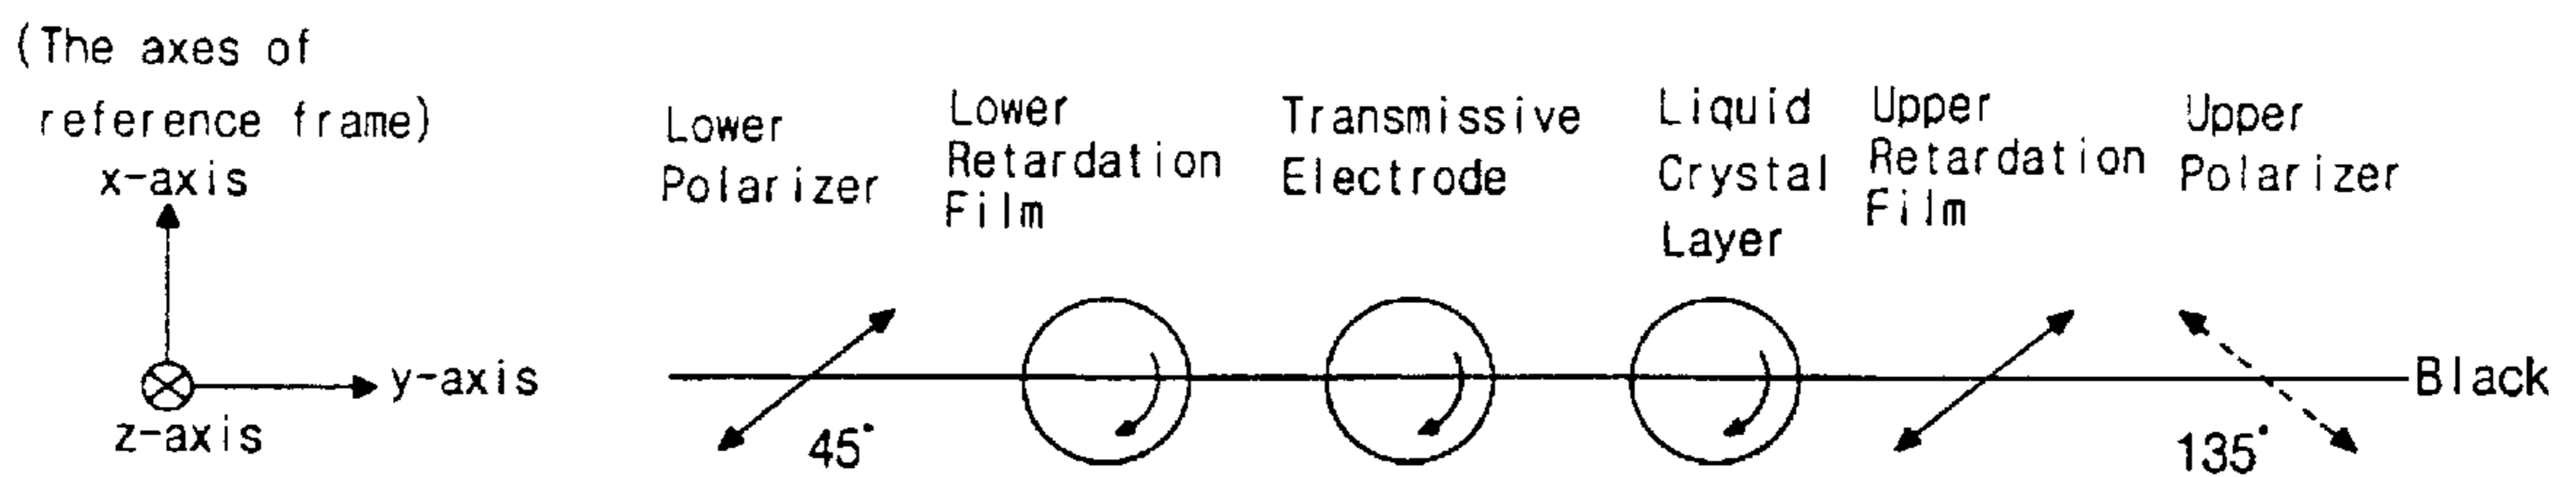 (The axes of
reference frame)
x-axis
y-axis
z-axis
Lower
Polarizer
45°
Lower
Retardation
Film
Transmissive
Electrode
Liquid
Crystal
Layer
Upper
Retardation
Film
Upper
Polarizer
135°
Black